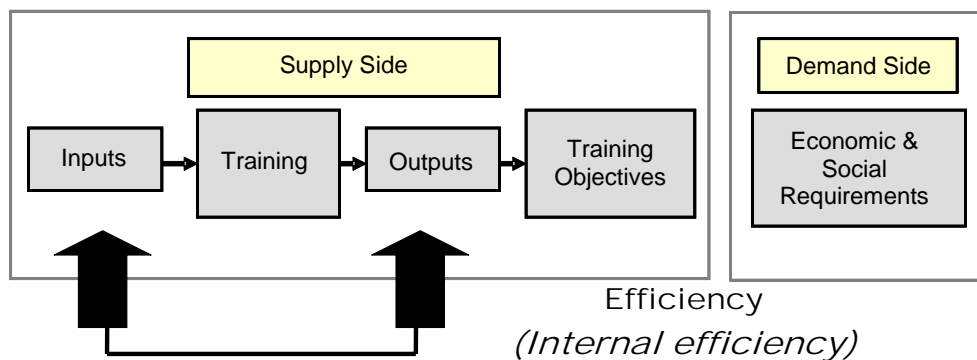 Supply Side
Demand Side
Inputs
Training
Outputs
Training
Objectives
Economic &
Social
Requirements
Efficiency
(Internal efficiency)